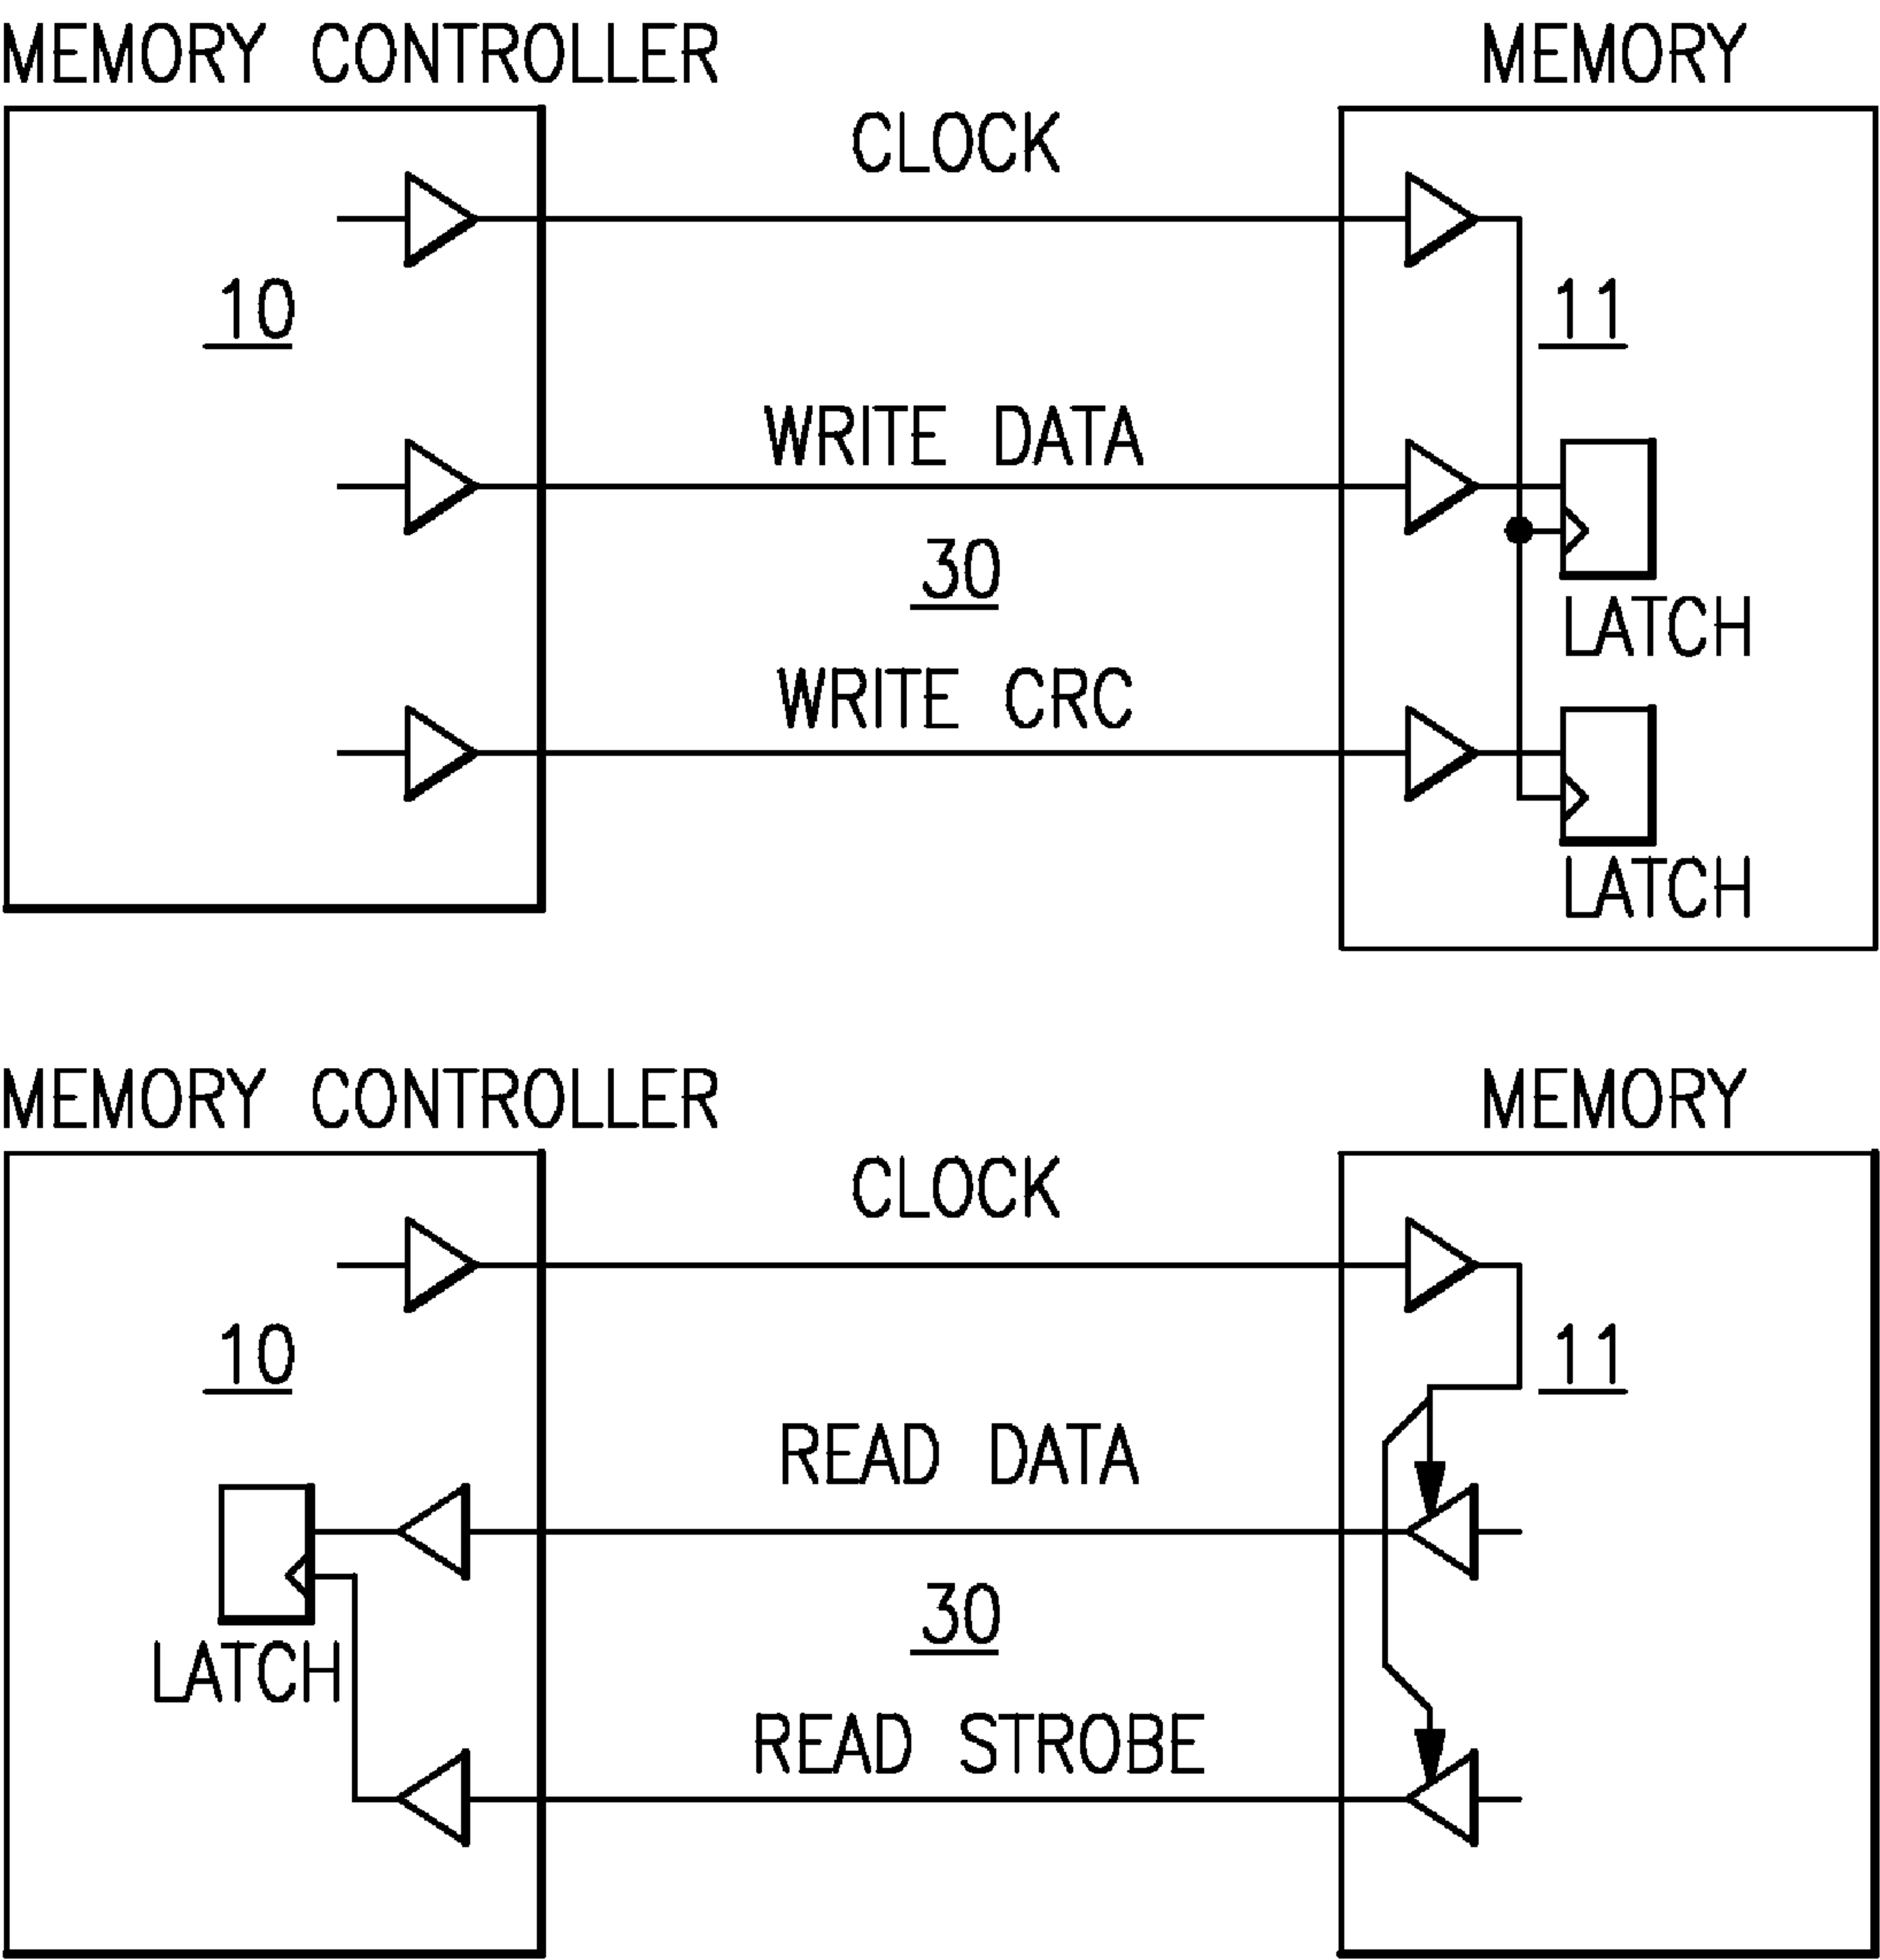 MEMORY CONTROLLER MEMORY
CLOCK
10 11
WRITE DATA
30
LATCH
WRITE CRC
LATCH
MEMORY CONTROLLER MEMORY
CLOCK
10 11
READ DATA
30
LATCH
READ STROBE